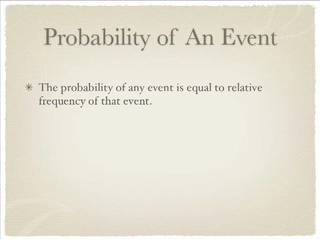 Probability of An Event
The probability of any event is equal to relative
frequency of that event.